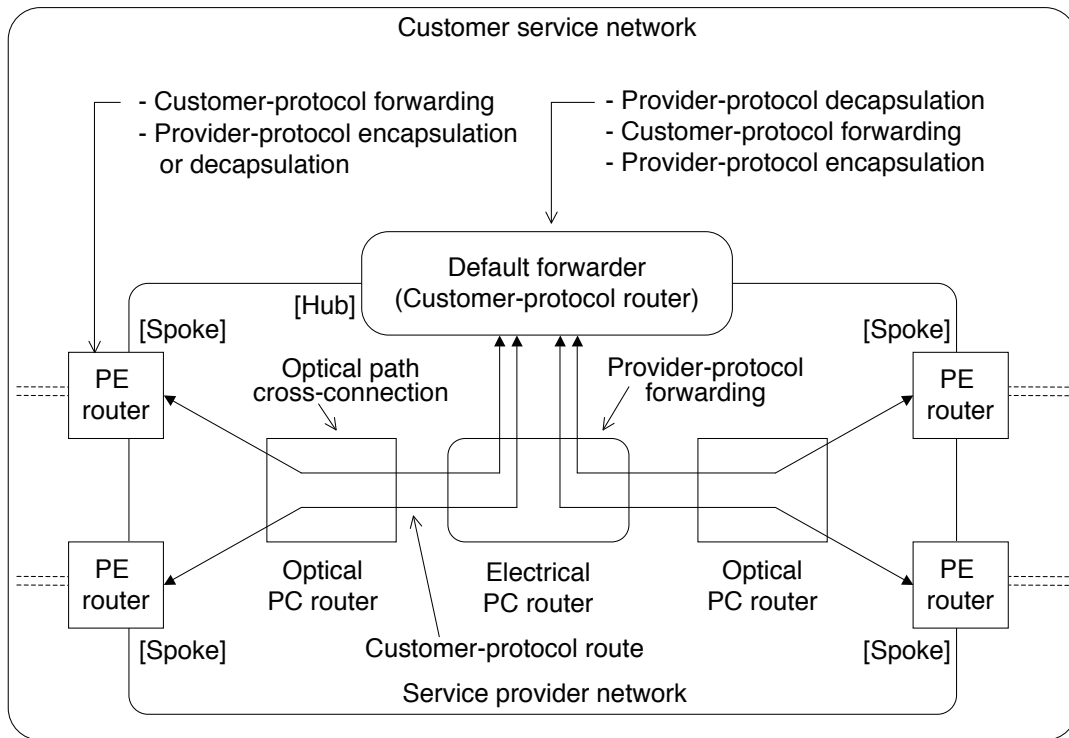 Customer service network
- Customer-protocol forwarding
- Provider-protocol encapsulation
or decapsulation
- Provider-protocol decapsulation
- Customer-protocol forwarding
- Provider-protocol encapsulation
Default forwarder
(Customer-protocol router)
[Hub]
[Spoke]
[Spoke]
PE
router
Optical path
cross-connection
Provider-protocol
forwarding
PE
router
PE
router
Optical
PC router
Electrical
PC router
Optical
PC router
PE
router
[Spoke]
Customer-protocol route
[Spoke]
Service provider network